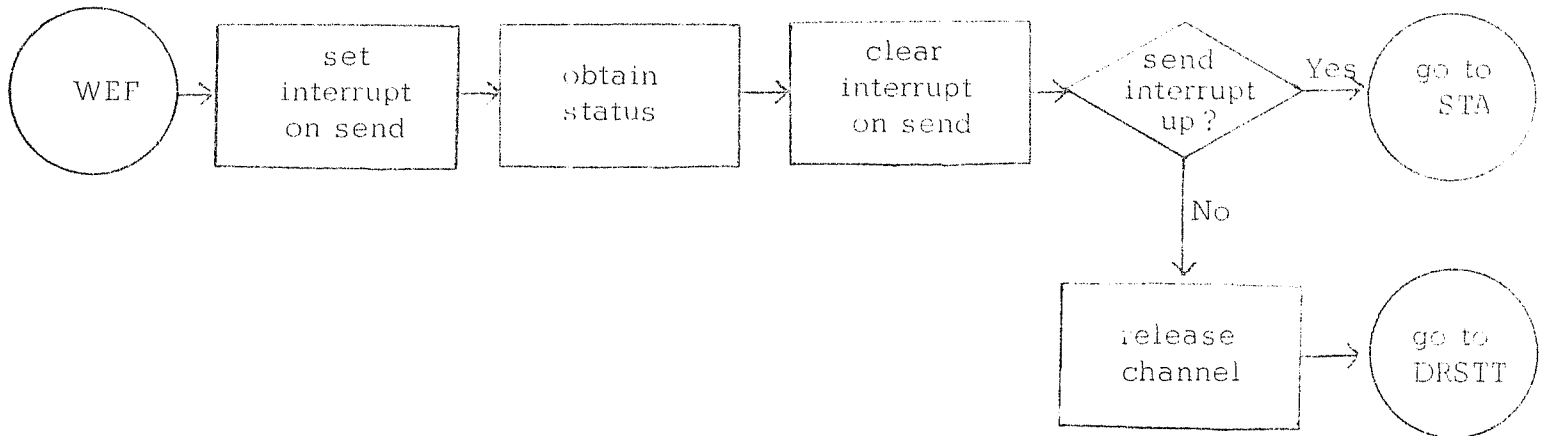 WEF
set
interrupt
on send
obtain
status
clear
interrupt
on send
send
interrupt
up ?
Yes
go to
STA
No
release
channel
go to
DRSTT